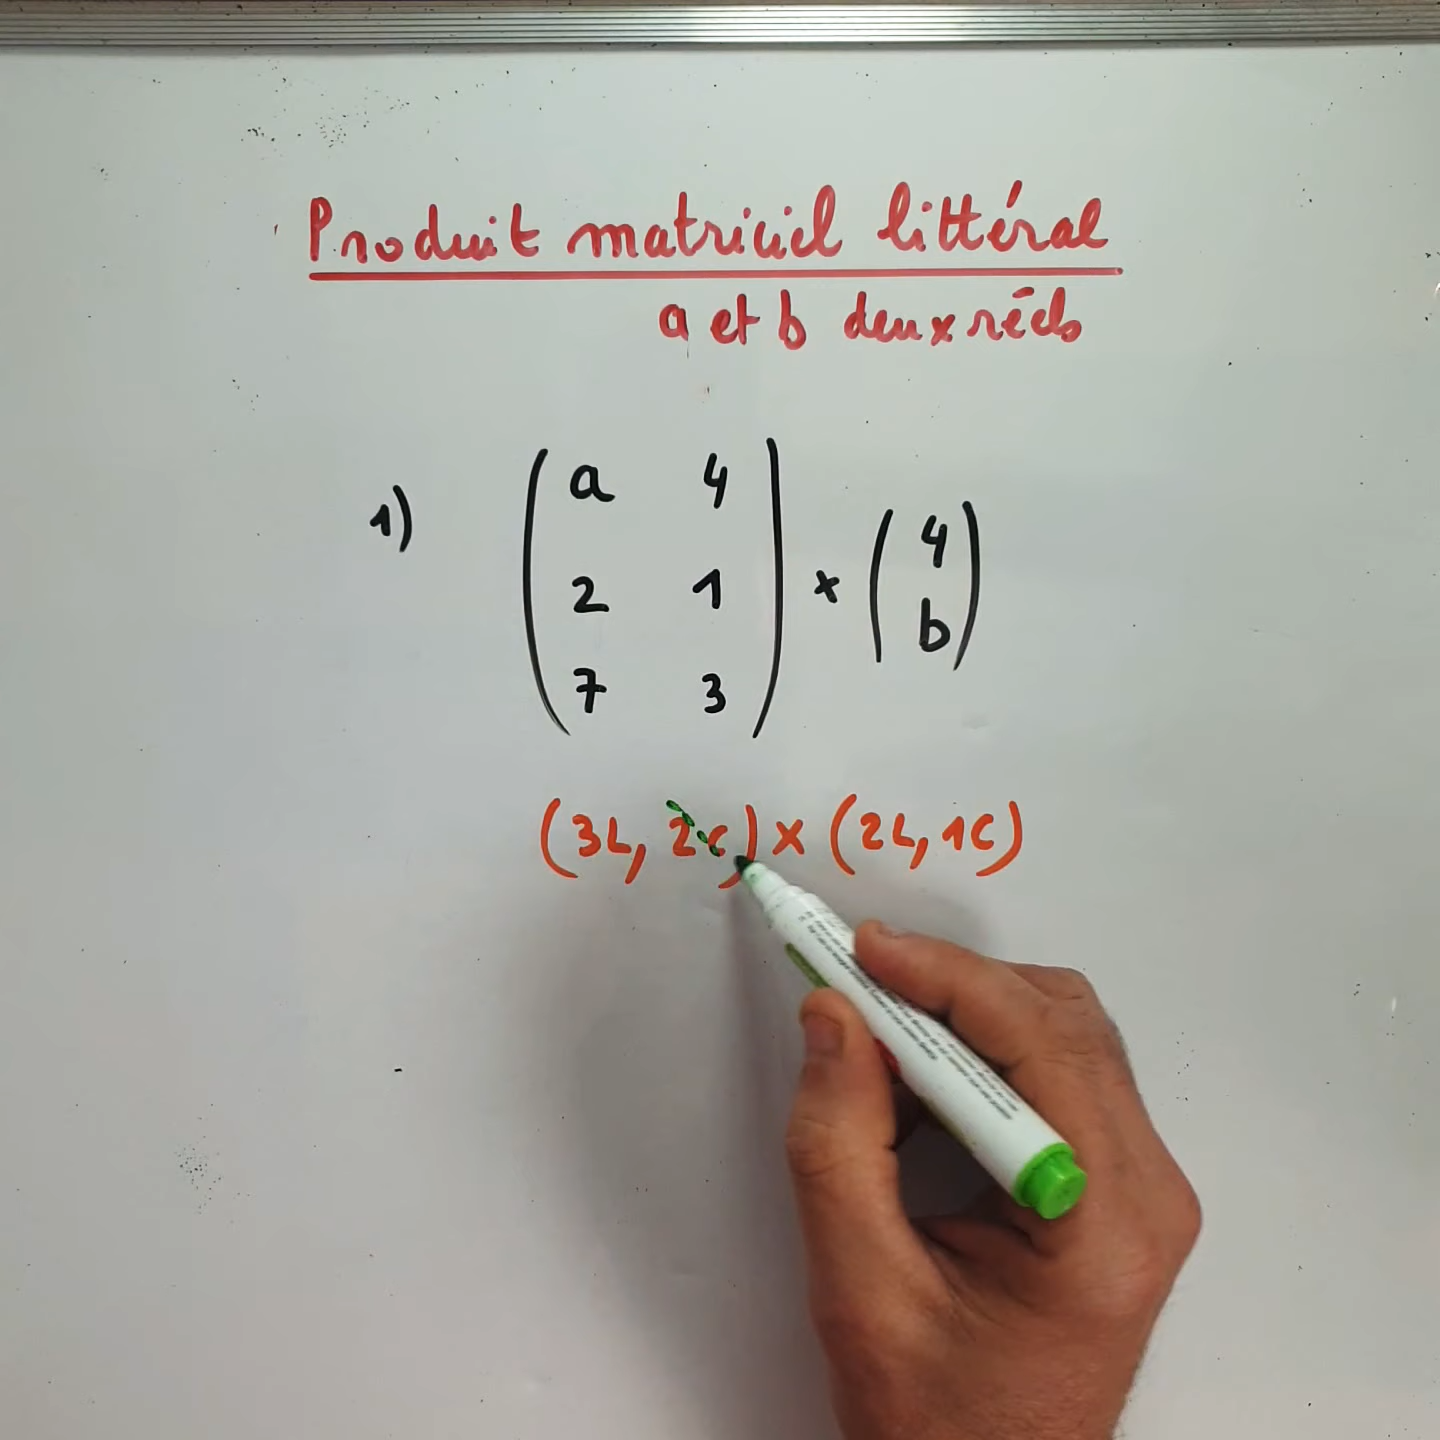 Produit matriciel littéral
a et b deux réels
1) ( a 4 ) × ( 4 )
2 1 b
7 3
(3L, 2C) × (2L, 1C)